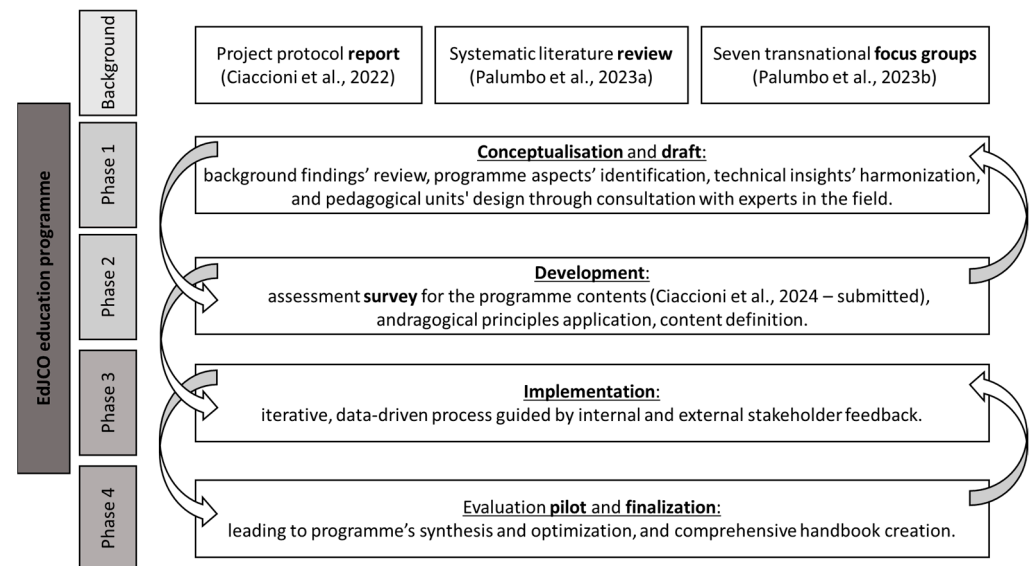 EdJCO education programme
Background
Project protocol report
(Ciaccioni et al., 2022)
Systematic literature review
(Palumbo et al., 2023a)
Seven transnational focus groups
(Palumbo et al., 2023b)
Phase 1
Conceptualisation and draft:
background findings’ review, programme aspects’ identification, technical insights’ harmonization,
and pedagogical units' design through consultation with experts in the field.
Phase 2
Development:
assessment survey for the programme contents (Ciaccioni et al., 2024 – submitted),
andragogical principles application, content definition.
Phase 3
Implementation:
iterative, data-driven process guided by internal and external stakeholder feedback.
Phase 4
Evaluation pilot and finalization:
leading to programme’s synthesis and optimization, and comprehensive handbook creation.